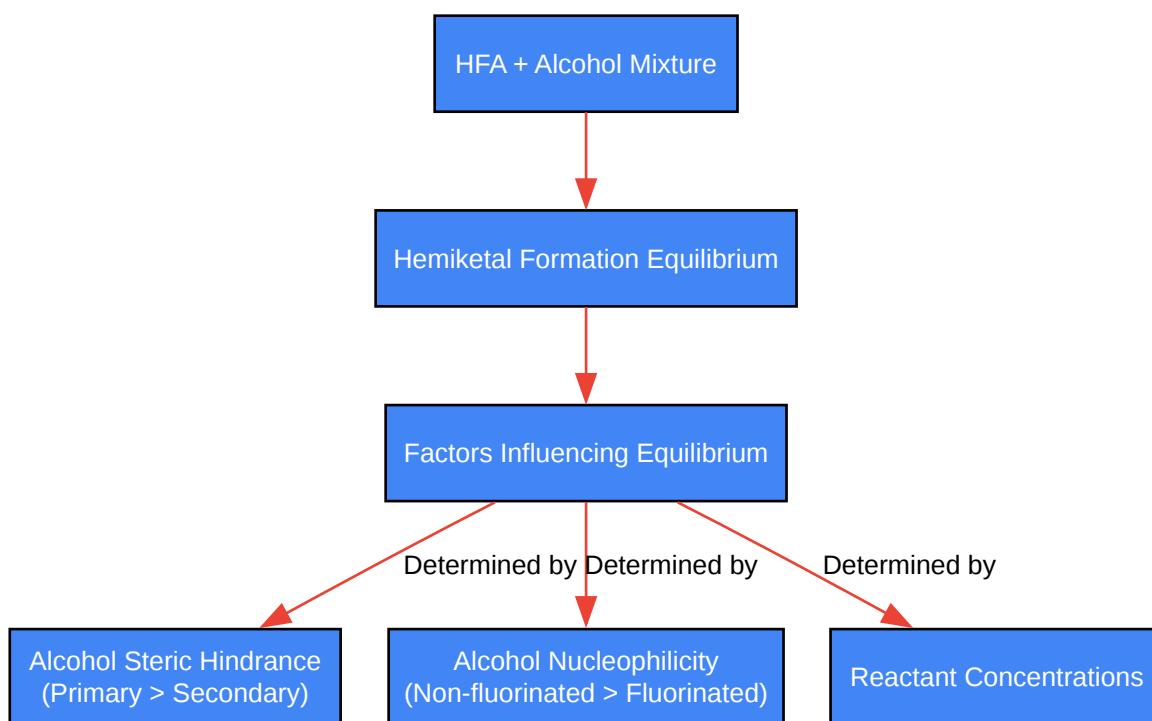 HFA + Alcohol Mixture
Hemiketal Formation Equilibrium
Factors Influencing Equilibrium
Determined by
Determined by
Determined by
Alcohol Steric Hindrance
(Primary > Secondary)
Alcohol Nucleophilicity
(Non-fluorinated > Fluorinated)
Reactant Concentrations